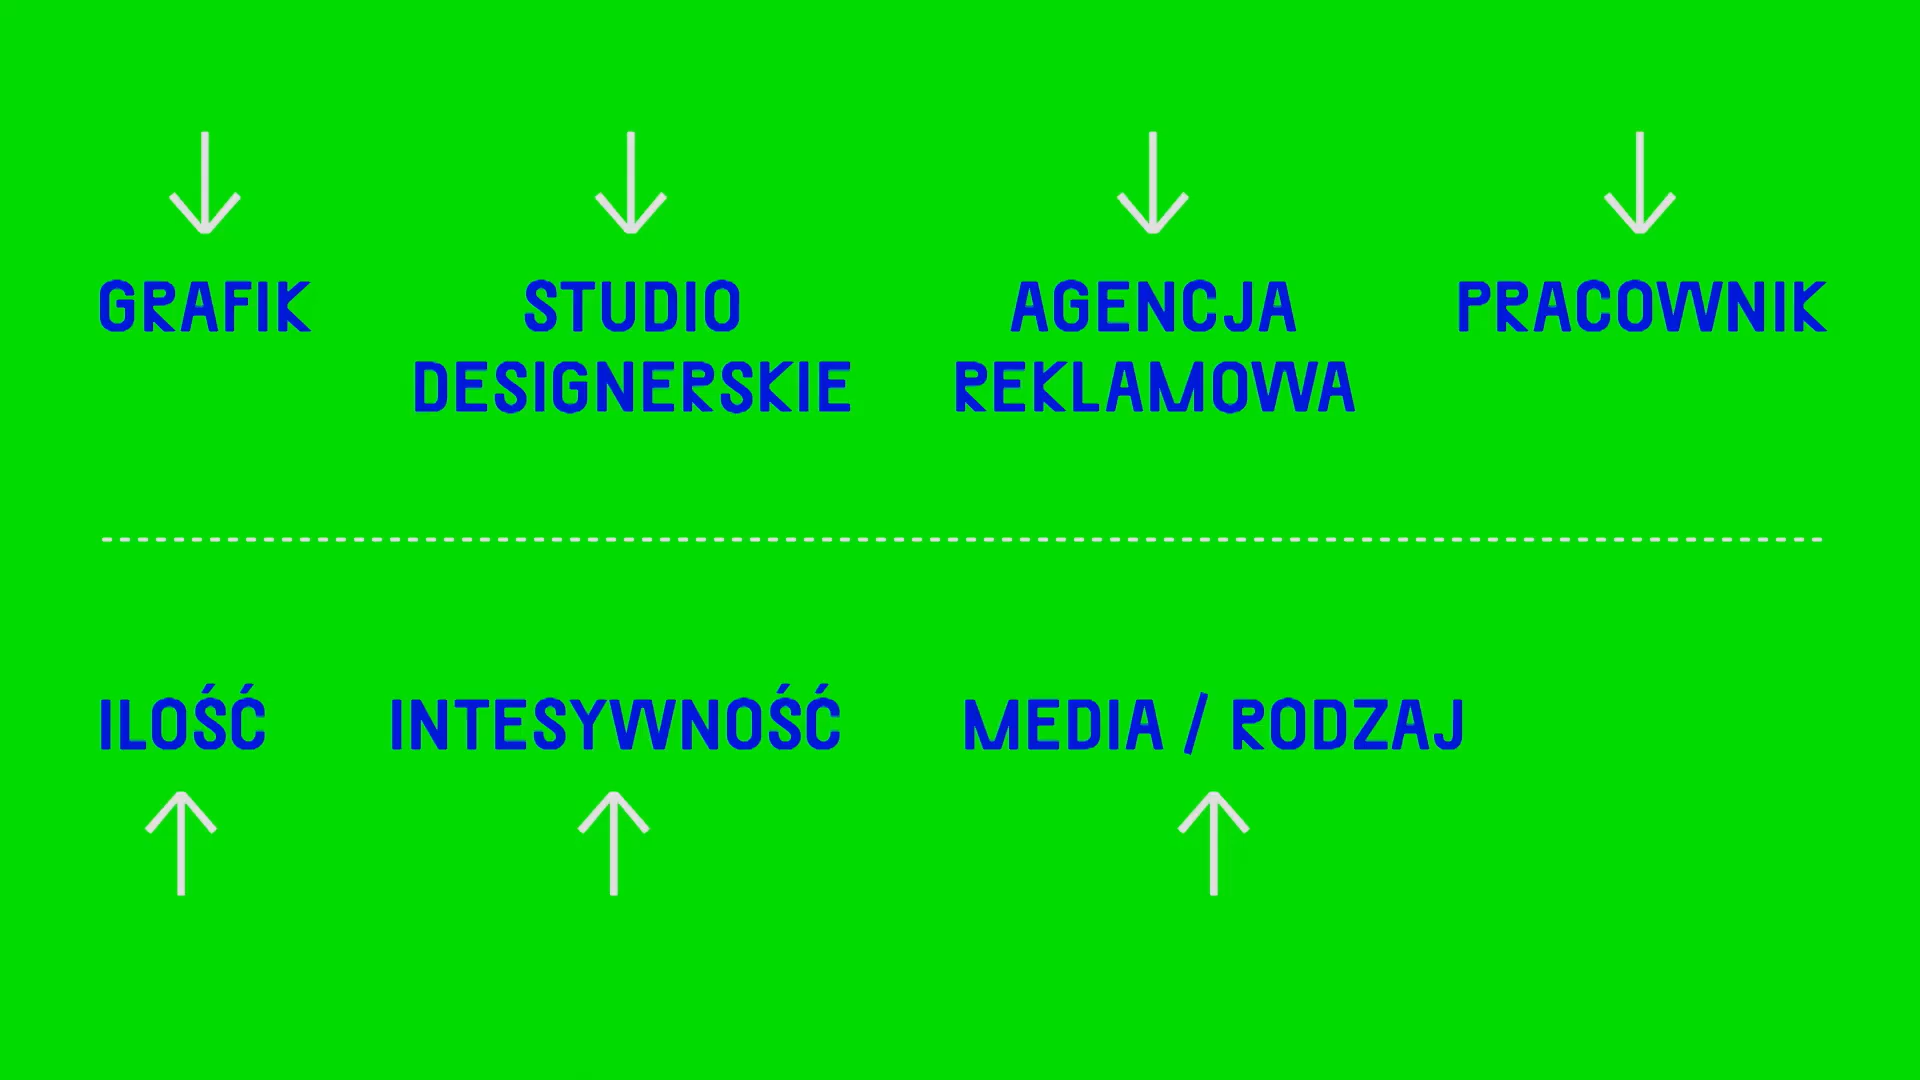 GRAFIK
STUDIO
DESIGNERSKIE
AGENCJA
REKLAMOWA
PRACOWNIK
ILOŚĆ
INTESYWNOŚĆ
MEDIA / RODZAJ